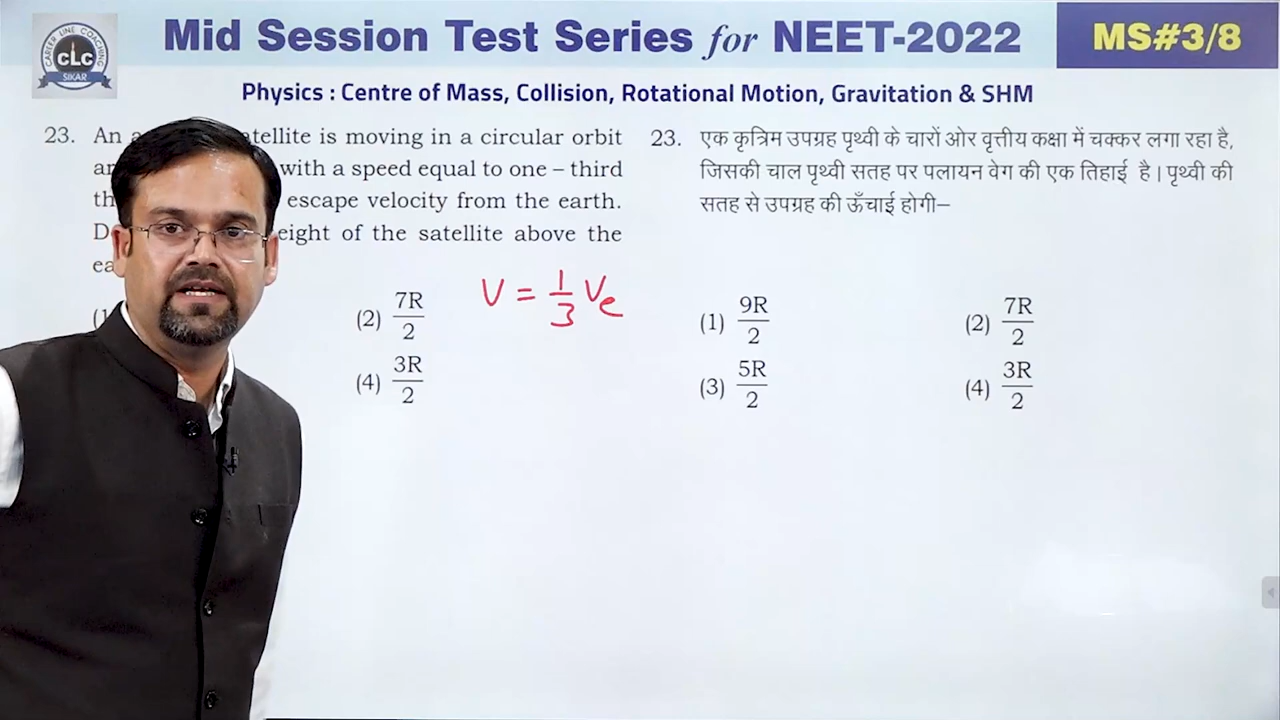 CAREER LINE COACHING
CLC
SIKAR
Mid Session Test Series for NEET-2022
MS#3/8
Physics : Centre of Mass, Collision, Rotational Motion, Gravitation & SHM
23. An tellite is moving in a circular orbit
with a speed equal to one – third
escape velocity from the earth.
eight of the satellite above the
(2) 7R/2
V = 1/3 Ve
(4) 3R/2
23. एक कृत्रिम उपग्रह पृथ्वी के चारों ओर वृत्तीय कक्षा में चक्कर लगा रहा है,
जिसकी चाल पृथ्वी सतह पर पलायन वेग की एक तिहाई है। पृथ्वी की
सतह से उपग्रह की ऊँचाई होगी–
(1) 9R/2 (2) 7R/2
(3) 5R/2 (4) 3R/2